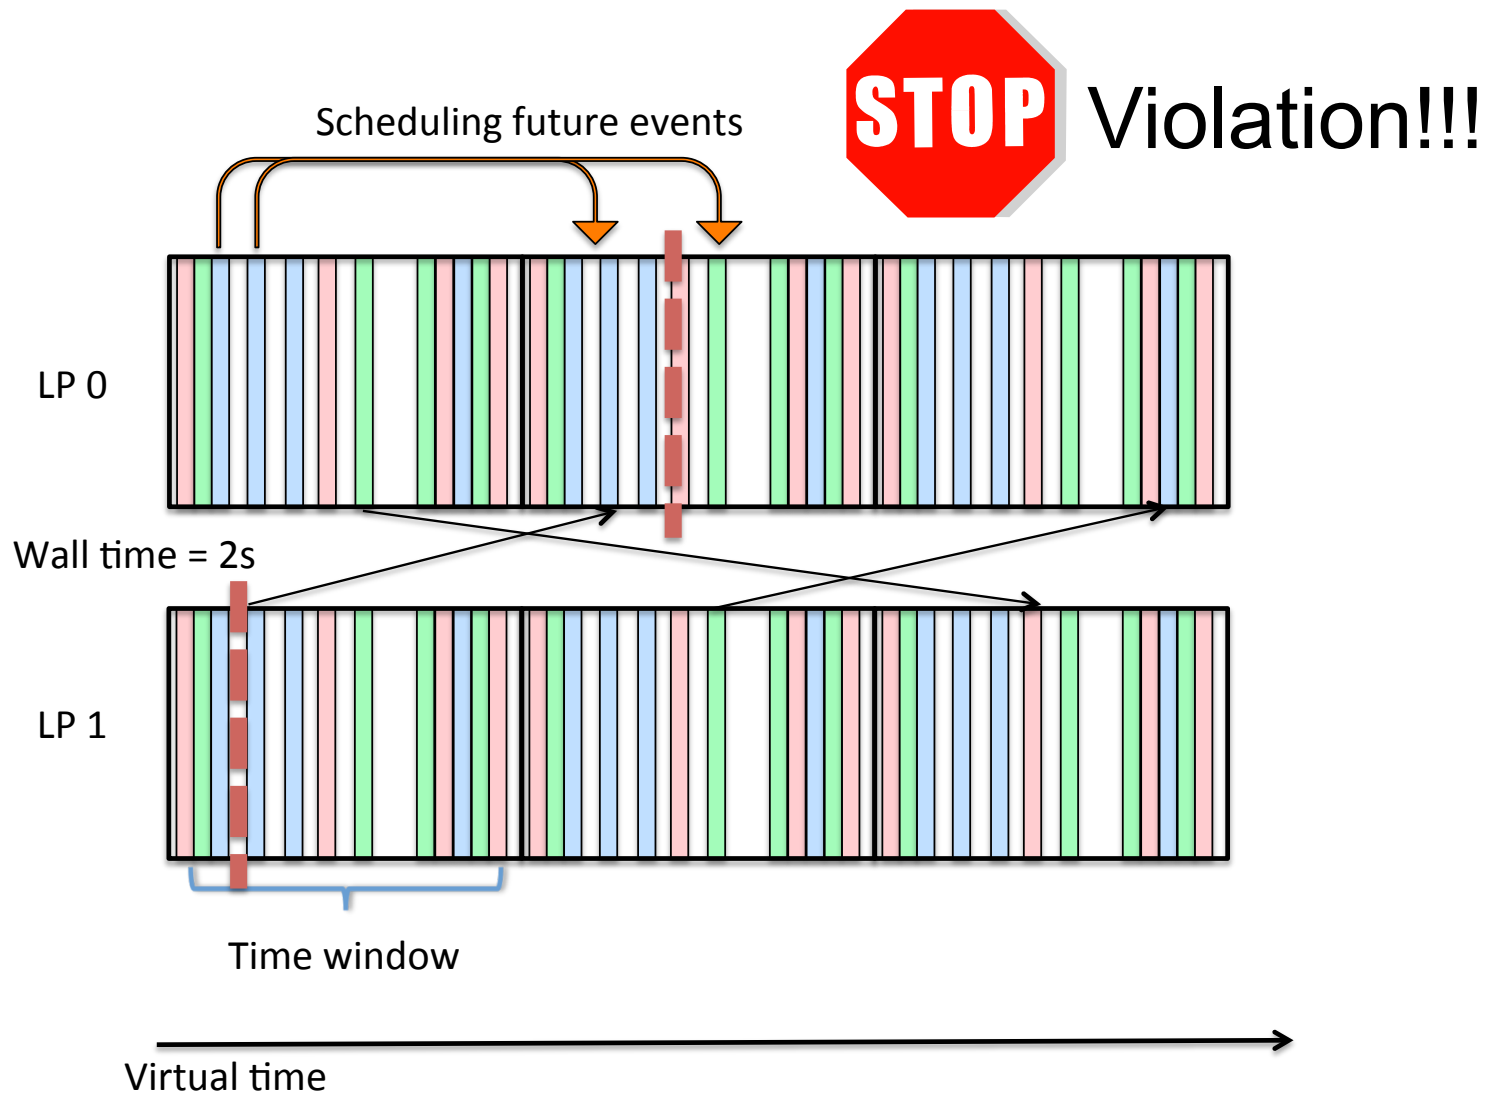 STOP Violation!!!
Scheduling future events
LP 0
Wall time = 2s
LP 1
Time window
Virtual time